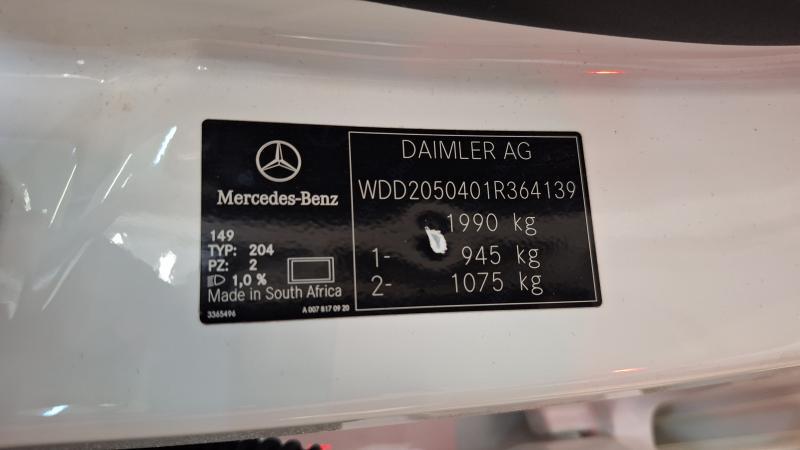 Mercedes-Benz
149
TYP: 204
PZ: 2
1,0 %
Made in South Africa
3365496
A 007 817 09 20
DAIMLER AG
WDD2050401R364139
1990 kg
1- 945 kg
2- 1075 kg